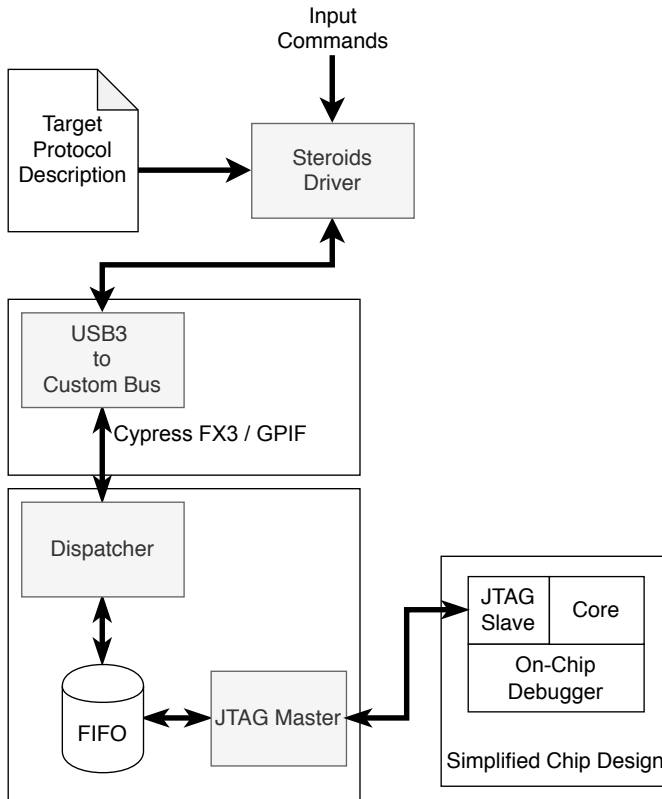 Input
Commands
Target
Protocol
Description
Steroids
Driver
USB3
to
Custom Bus
Cypress FX3 / GPIF
Dispatcher
FIFO
JTAG Master
JTAG
Slave
Core
On-Chip
Debugger
Simplified Chip Design